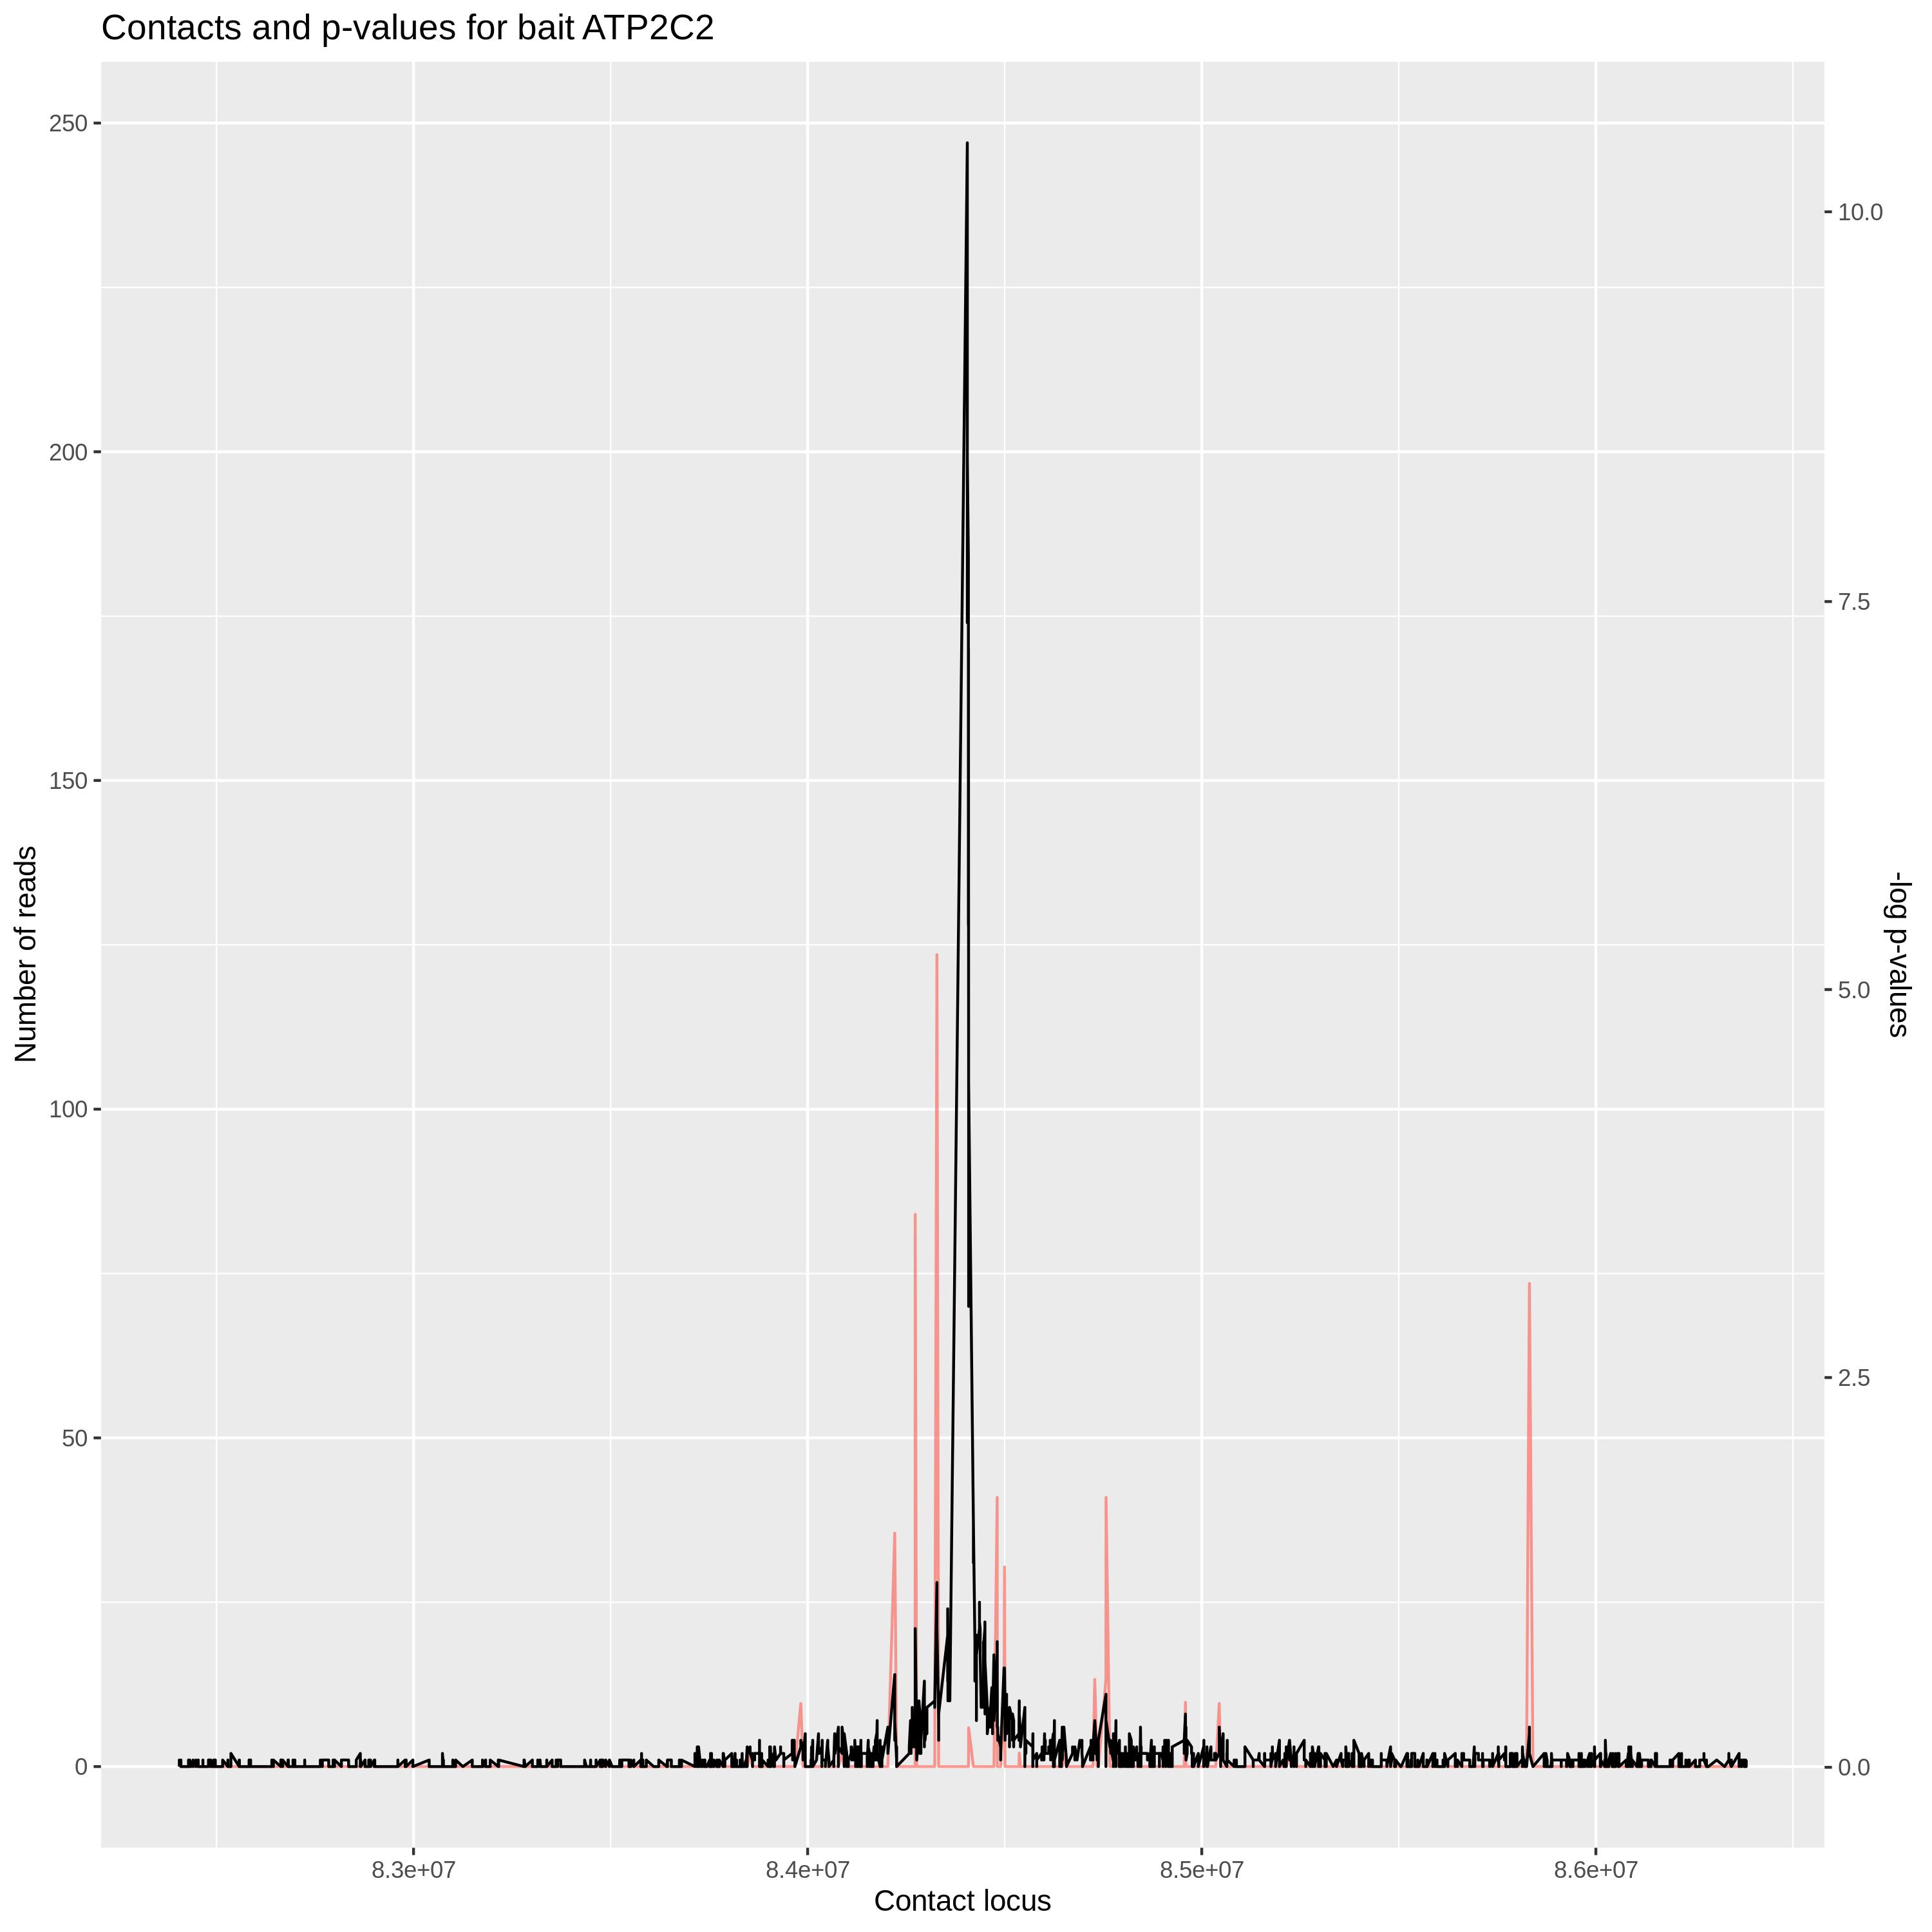 Contacts and p-values for bait ATP2C2
250
200
150
100
50
0
Number of reads
10.0
7.5
5.0
2.5
0.0
-log p-values
8.3e+07 8.4e+07 8.5e+07 8.6e+07
Contact locus